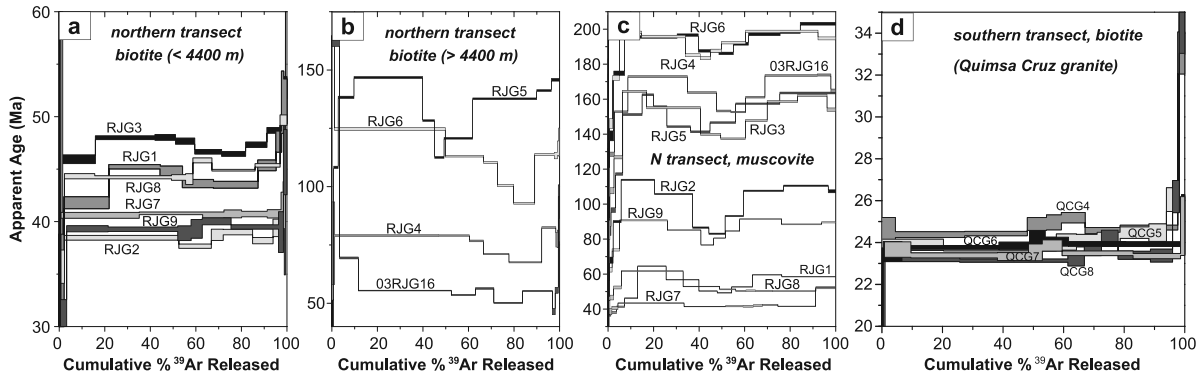 a
northern transect
biotite (< 4400 m)
60
50
40
30
Apparent Age (Ma)
RJG3
RJG1
RJG8
RJG7
RJG9
RJG2
0 20 40 60 80 100
Cumulative % ³⁹Ar Released
b
northern transect
biotite (> 4400 m)
150
100
50
RJG5
RJG6
RJG4
03RJG16
0 20 40 60 80 100
Cumulative % ³⁹Ar Released
c
200
180
160
140
120
100
80
60
40
RJG6
RJG4
03RJG16
RJG5
RJG3
N transect, muscovite
RJG2
RJG9
RJG1
RJG8
RJG7
0 20 40 60 80 100
Cumulative % ³⁹Ar Released
d
southern transect, biotite
(Quimsa Cruz granite)
34
32
30
28
26
24
22
20
QCG4
QCG5
QCG6
QCG7
QCG8
0 20 40 60 80 100
Cumulative % ³⁹Ar Released